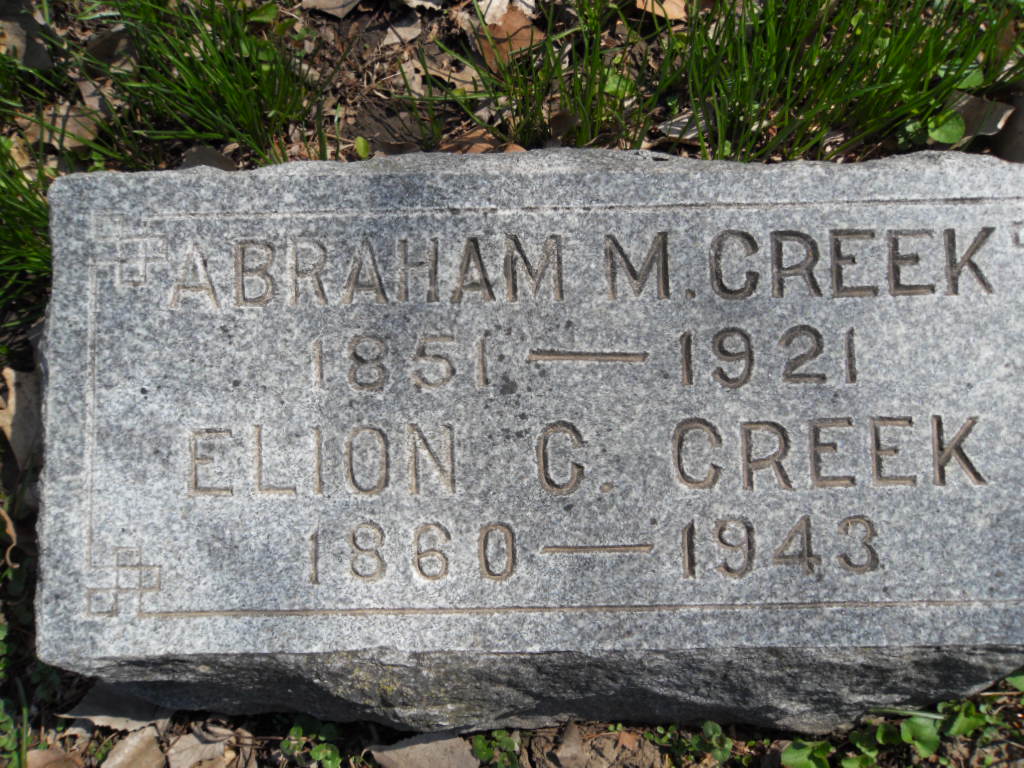 ABRAHAM M. CREEK
1851 — 1921
ELION C. CREEK
1860 — 1943